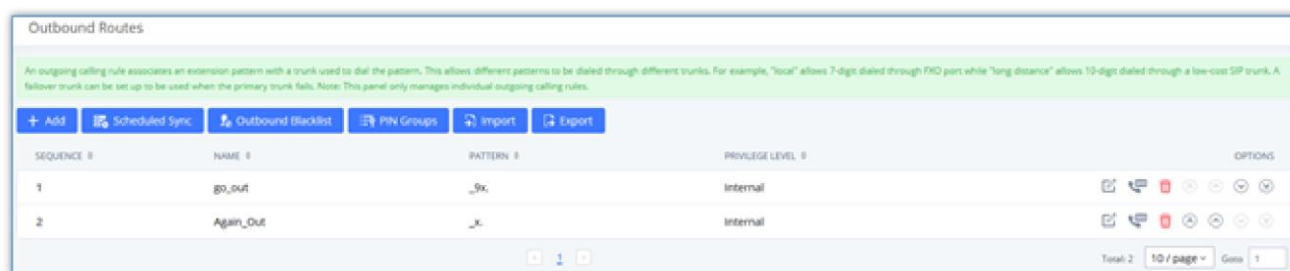 Outbound Routes
An outgoing calling rule associates an extension pattern with a trunk used to dial the pattern. This allows different patterns to be dialed through different trunks. For example, "local" allows 7-digit dialed through FXO port while "long distance" allows 10-digit dialed through a low-cost SIP trunk. A
failover trunk can be set up to be used when the primary trunk fails. Note: This panel only manages individual outgoing calling rules.
+ Add Scheduled Sync Outbound Blacklist PIN Groups Import Export
SEQUENCE NAME PATTERN PRIVILEGE LEVEL OPTIONS
1 go_out _9x. Internal
2 Again_Out _x. Internal
1 Total: 2 10 / page Goto 1